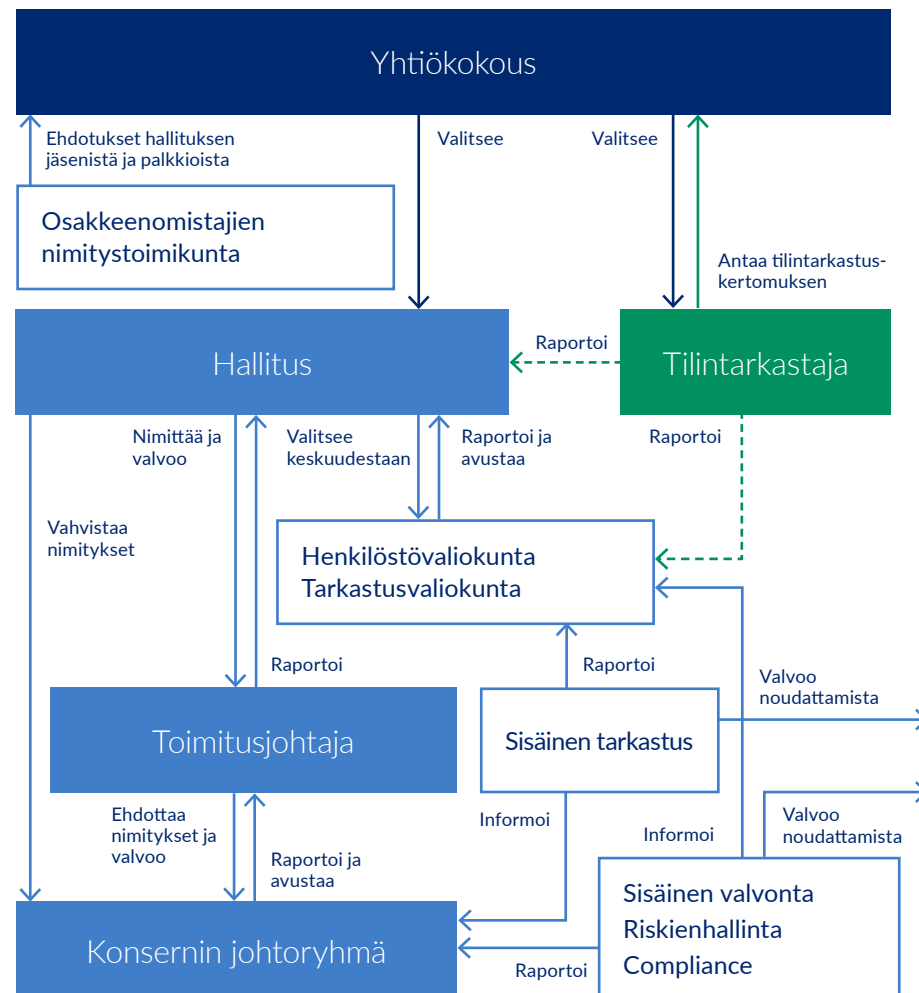 Yhtiökokous
Ehdotukset hallituksen
jäsenistä ja palkkioista
Valitsee
Valitsee
Osakkeenomistajien
nimitystoimikunta
Antaa tilintarkastus-
kertomuksen
Hallitus
Raportoi
Tilintarkastaja
Nimittää ja
valvoo
Valitsee
keskuudestaan
Raportoi ja
avustaa
Raportoi
Vahvistaa
nimitykset
Henkilöstövaliokunta
Tarkastusvaliokunta
Raportoi
Raportoi
Valvoo
noudattamista
Toimitusjohtaja
Sisäinen tarkastus
Ehdottaa
nimitykset ja
valvoo
Raportoi ja
avustaa
Informoi
Informoi
Valvoo
noudattamista
Konsernin johtoryhmä
Raportoi
Sisäinen valvonta
Riskienhallinta
Compliance